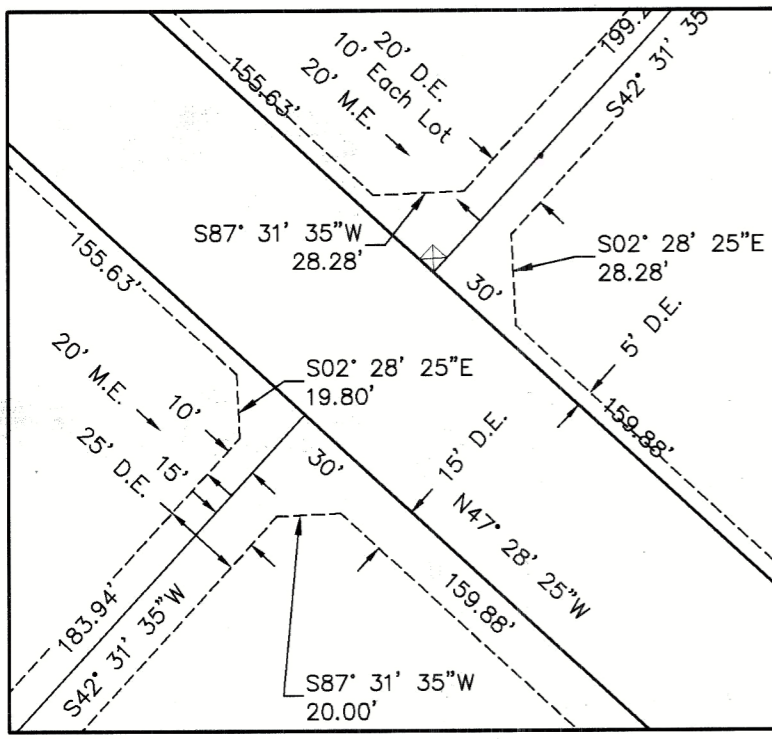 155.63'
20' D.E.
10' Each Lot
20' M.E.
199.2
S42° 31' 35
S87° 31' 35"W
28.28'
30'
S02° 28' 25"E
28.28'
155.63'
5' D.E.
20' M.E.
10'
S02° 28' 25"E
19.80'
159.88'
25' D.E.
15'
30'
15' D.E.
N47° 28' 25"W
183.94'
S42° 31' 35"W
159.88'
S87° 31' 35"W
20.00'